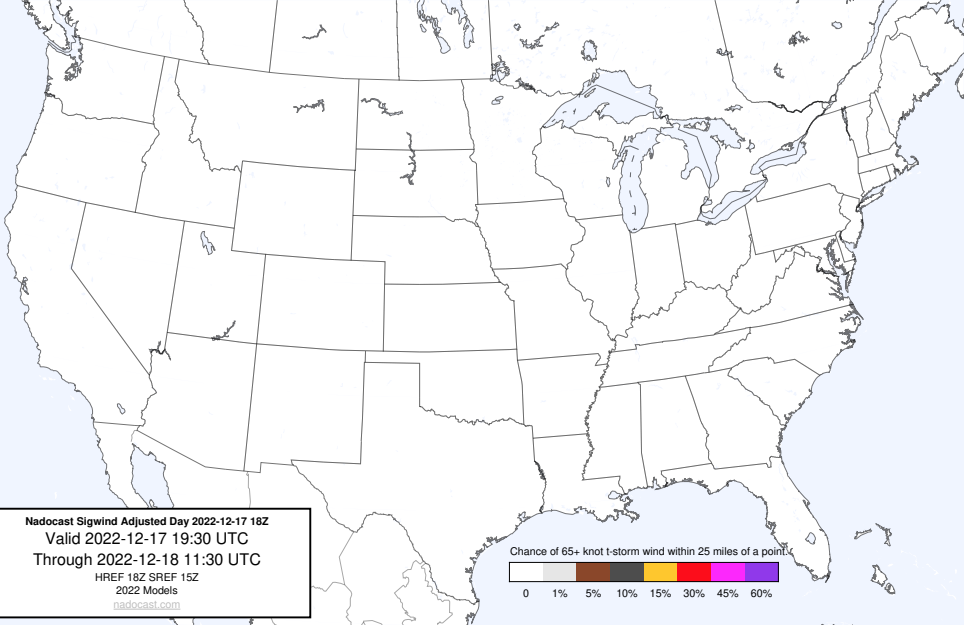 Nadocast Sigwind Adjusted Day 2022-12-17 18Z
Valid 2022-12-17 19:30 UTC
Through 2022-12-18 11:30 UTC
HREF 18Z SREF 15Z
2022 Models
nadocast.com
Chance of 65+ knot t-storm wind within 25 miles of a point.
0 1% 5% 10% 15% 30% 45% 60%